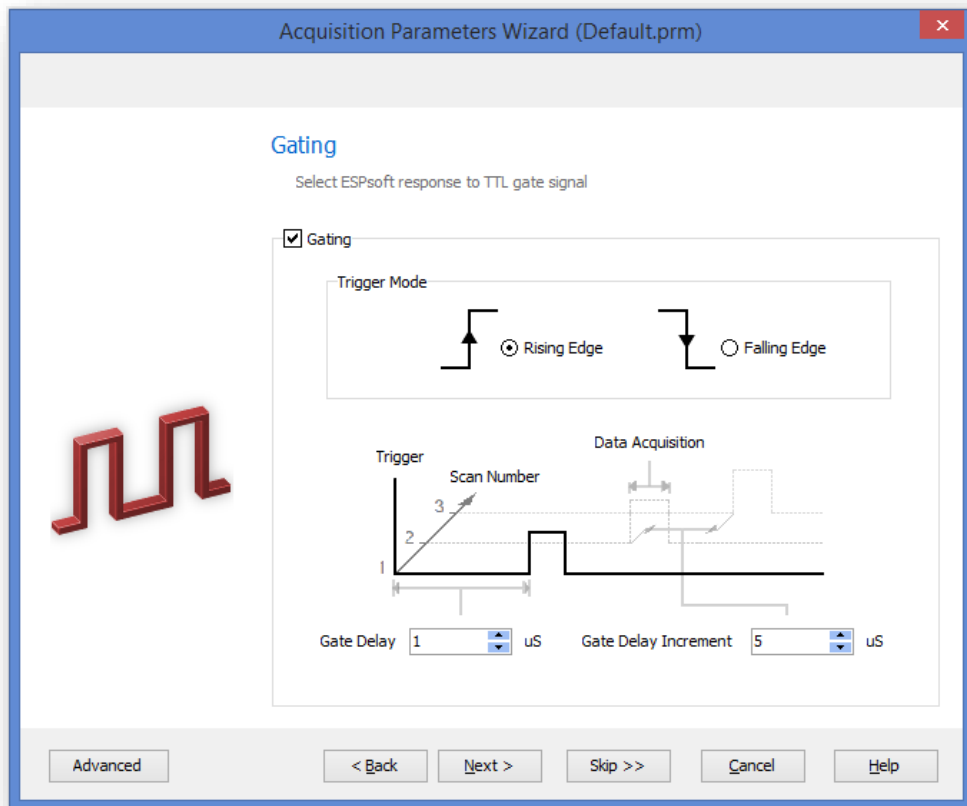 Acquisition Parameters Wizard (Default.prm)
Gating
Select ESPsoft response to TTL gate signal
Gating
Trigger Mode
Rising Edge
Falling Edge
Data Acquisition
Trigger
Scan Number
3
2
1
Gate Delay 1 uS
Gate Delay Increment 5 uS
Advanced
< Back
Next >
Skip >>
Cancel
Help